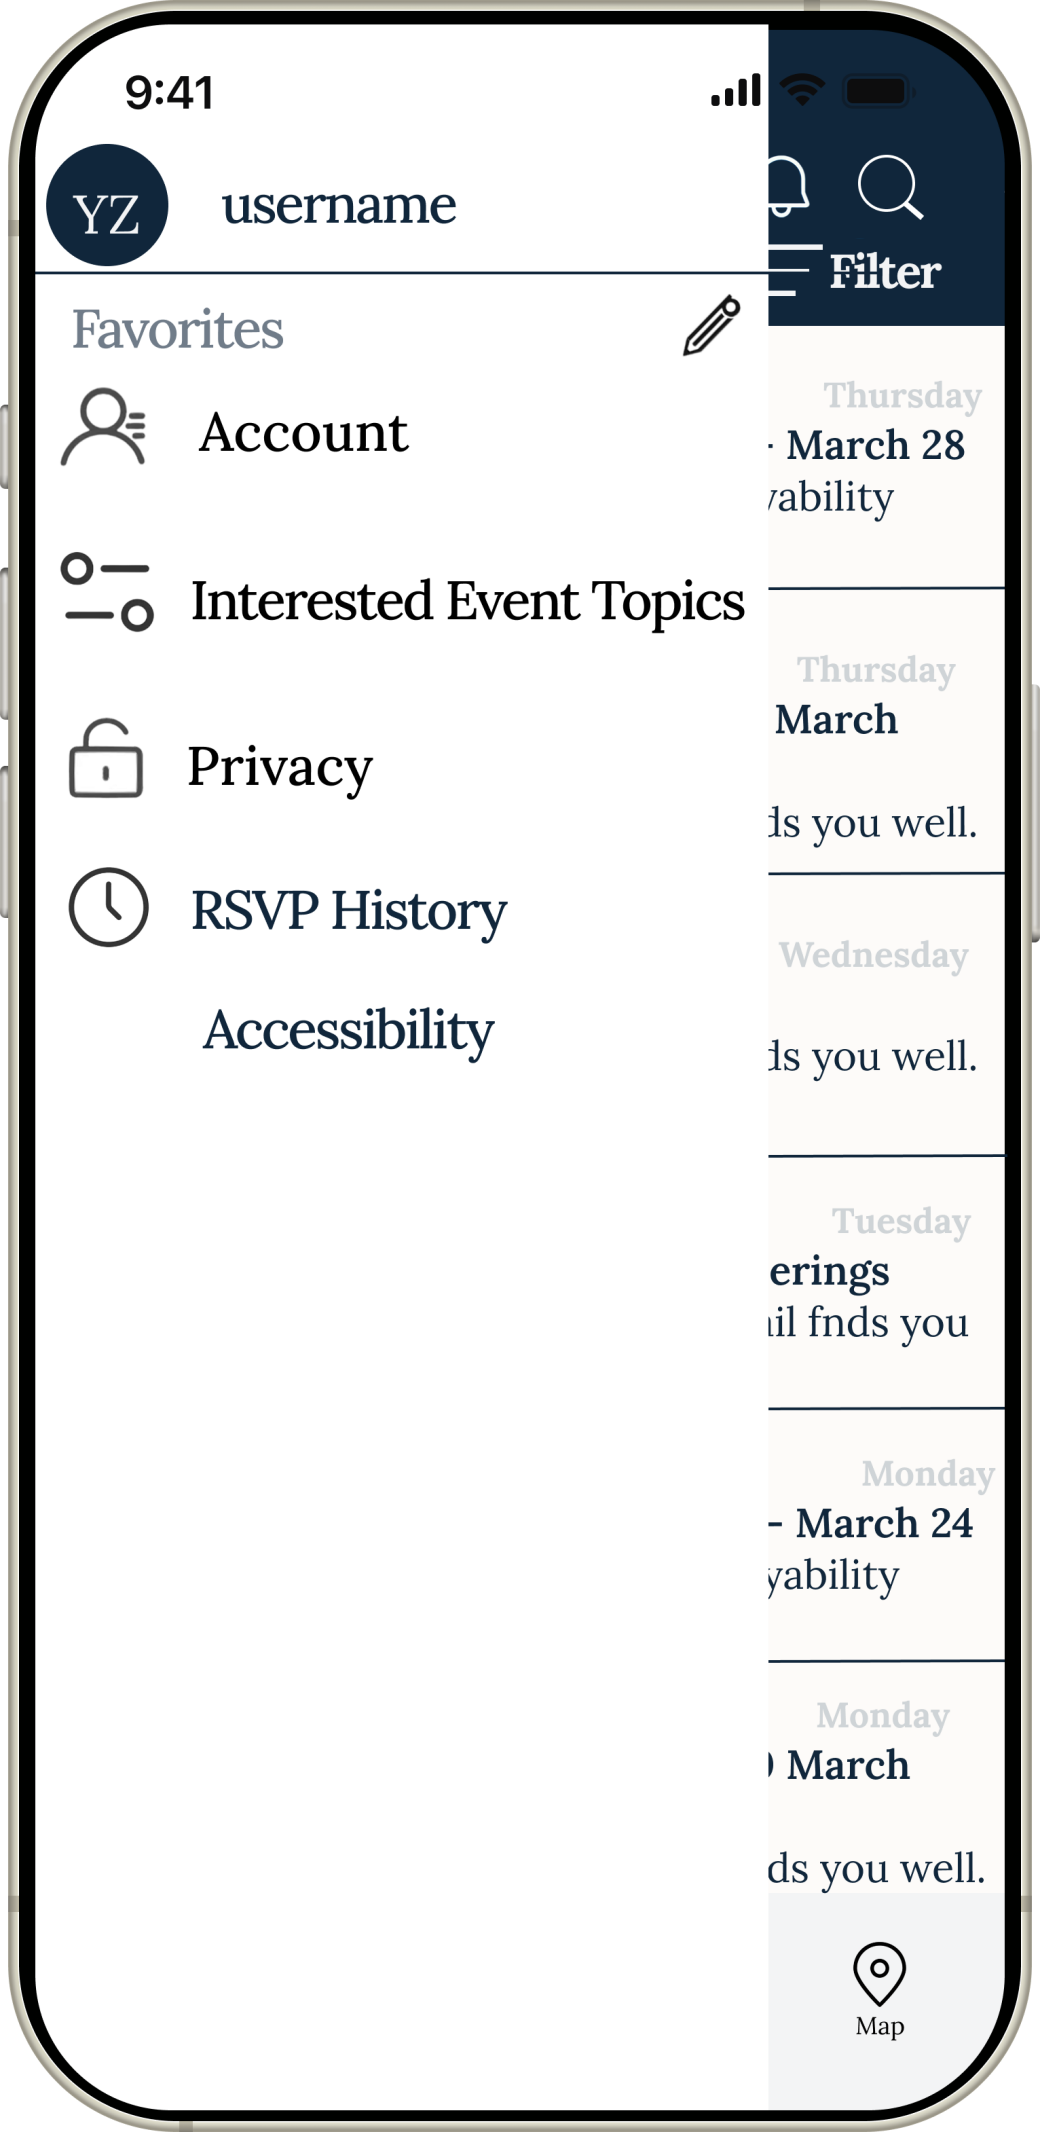 9:41
YZ
username
Filter
Favorites
Account
Interested Event Topics
Privacy
RSVP History
Accessibility
Thursday
- March 28
yability
Thursday
March
ds you well.
Wednesday
ds you well.
Tuesday
erings
il fnds you
Monday
- March 24
yability
Monday
March
ds you well.
Map